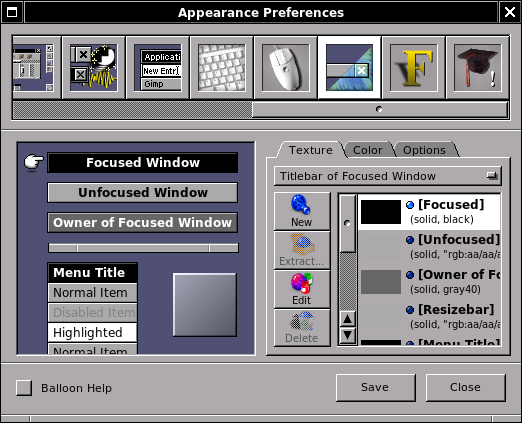 Appearance Preferences
Applicati
New Entry
Gimp
F
!
Focused Window
Unfocused Window
Owner of Focused Window
Menu Title
Normal Item
Disabled Item
Highlighted
Normal Item
Texture
Color
Options
Titlebar of Focused Window
New
Extract...
Edit
Delete
[Focused]
(solid, black)
[Unfocused]
(solid, "rgb:aa/aa/a
[Owner of Fo
(solid, gray40)
[Resizebar]
(solid, "rgb:aa/aa/a
[Menu Title]
Balloon Help
Save
Close